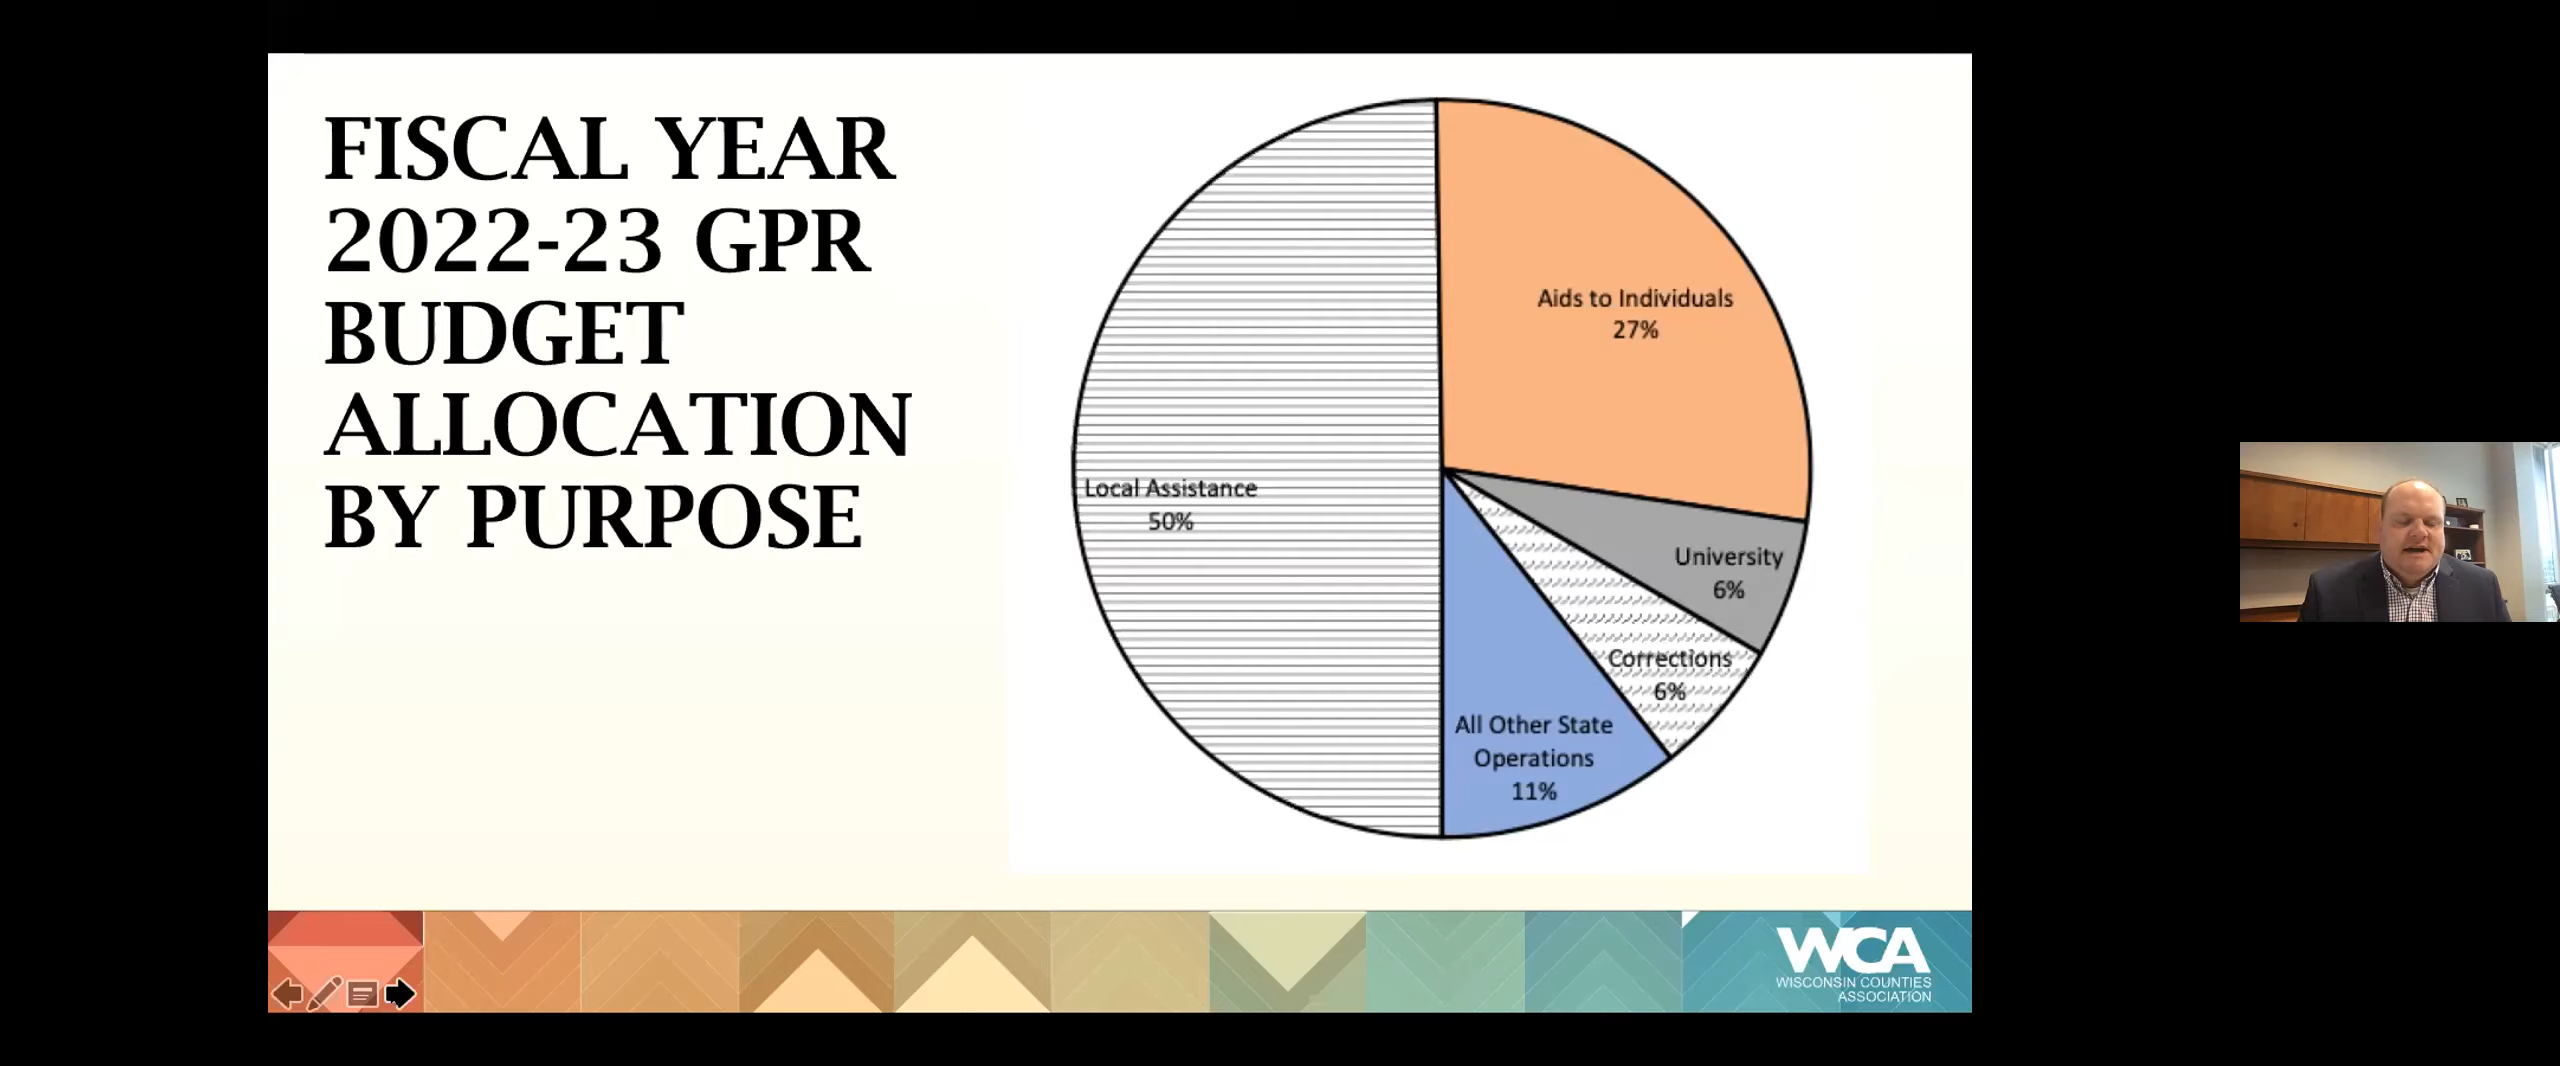 FISCAL YEAR
2022-23 GPR
BUDGET
ALLOCATION
BY PURPOSE
Aids to Individuals
27%
Local Assistance
50%
University
6%
Corrections
6%
All Other State
Operations
11%
WCA
WISCONSIN COUNTIES
ASSOCIATION